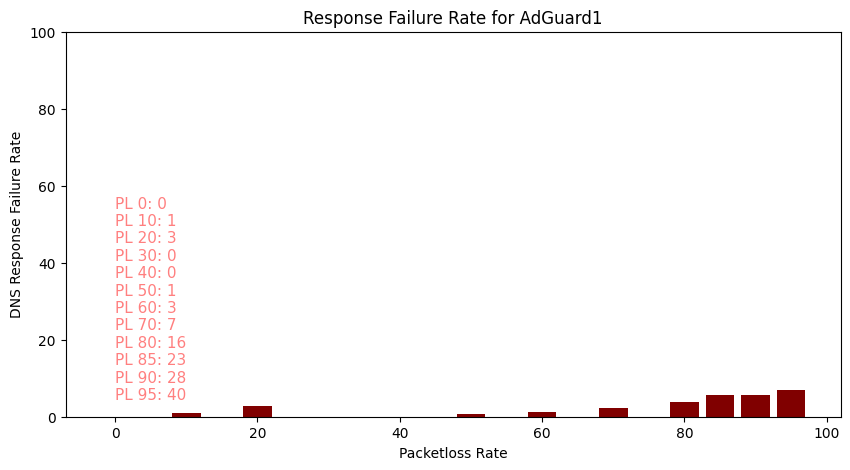 Response Failure Rate for AdGuard1
DNS Response Failure Rate
100
80
60
40
20
0
PL 0: 0
PL 10: 1
PL 20: 3
PL 30: 0
PL 40: 0
PL 50: 1
PL 60: 3
PL 70: 7
PL 80: 16
PL 85: 23
PL 90: 28
PL 95: 40
0 20 40 60 80 100
Packetloss Rate